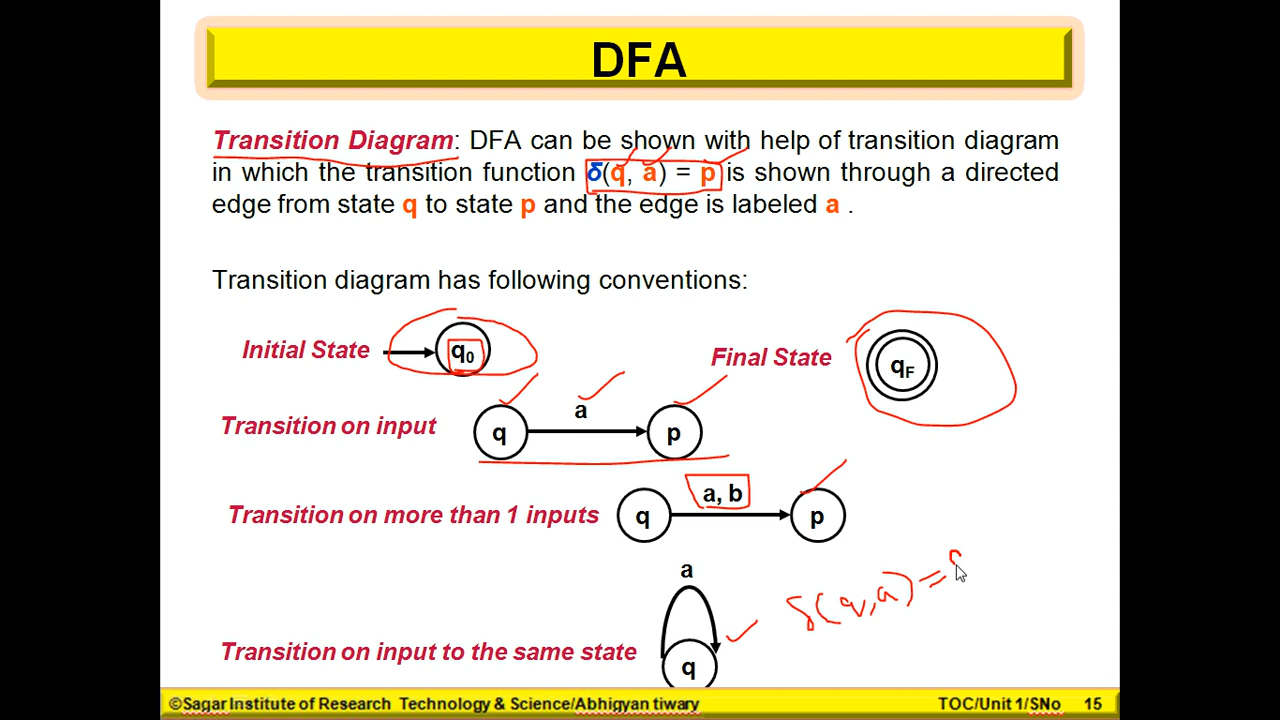 DFA
Transition Diagram: DFA can be shown with help of transition diagram
in which the transition function δ(q, a) = p is shown through a directed
edge from state q to state p and the edge is labeled a .
Transition diagram has following conventions:
Initial State q₀ Final State qF
a
Transition on input q p
a, b
Transition on more than 1 inputs q p
a
δ(q,a)=
Transition on input to the same state q
©Sagar Institute of Research Technology & Science/Abhigyan tiwary TOC/Unit 1/SNo 15